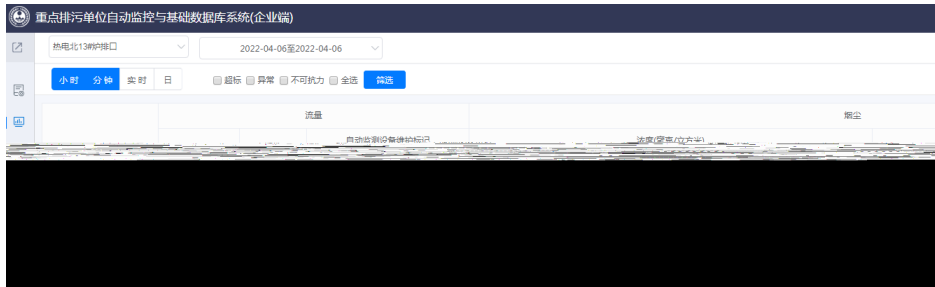 重点排污单位自动监控与基础数据库系统(企业端)
热电北13#炉排口 2022-04-06至2022-04-06
小时 分钟 实时 日 超标 异常 不可抗力 全选 筛选
流量 烟尘
自动监测设备维护标记 浓度(毫克/立方米)